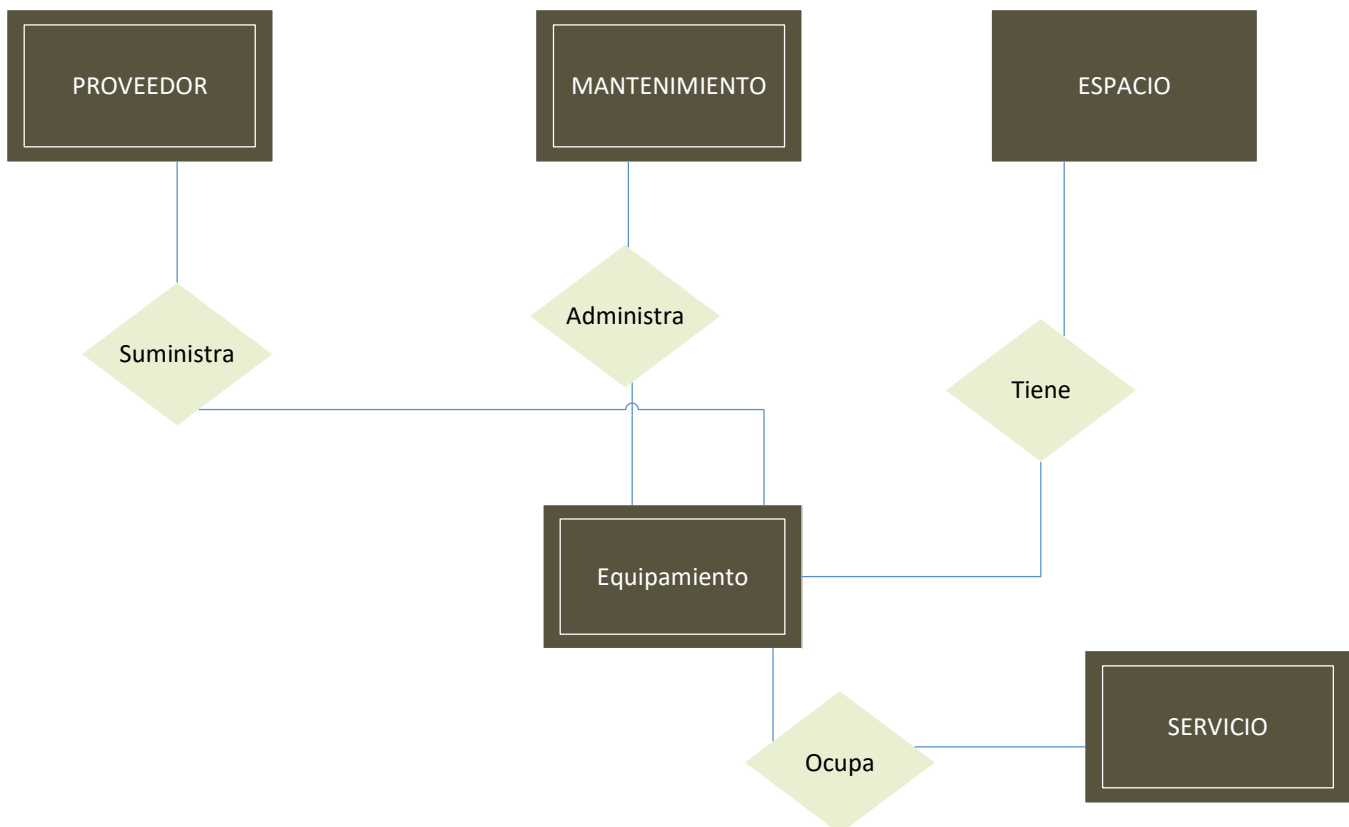 PROVEEDOR
MANTENIMIENTO
ESPACIO
Administra
Suministra
Tiene
Equipamiento
SERVICIO
Ocupa